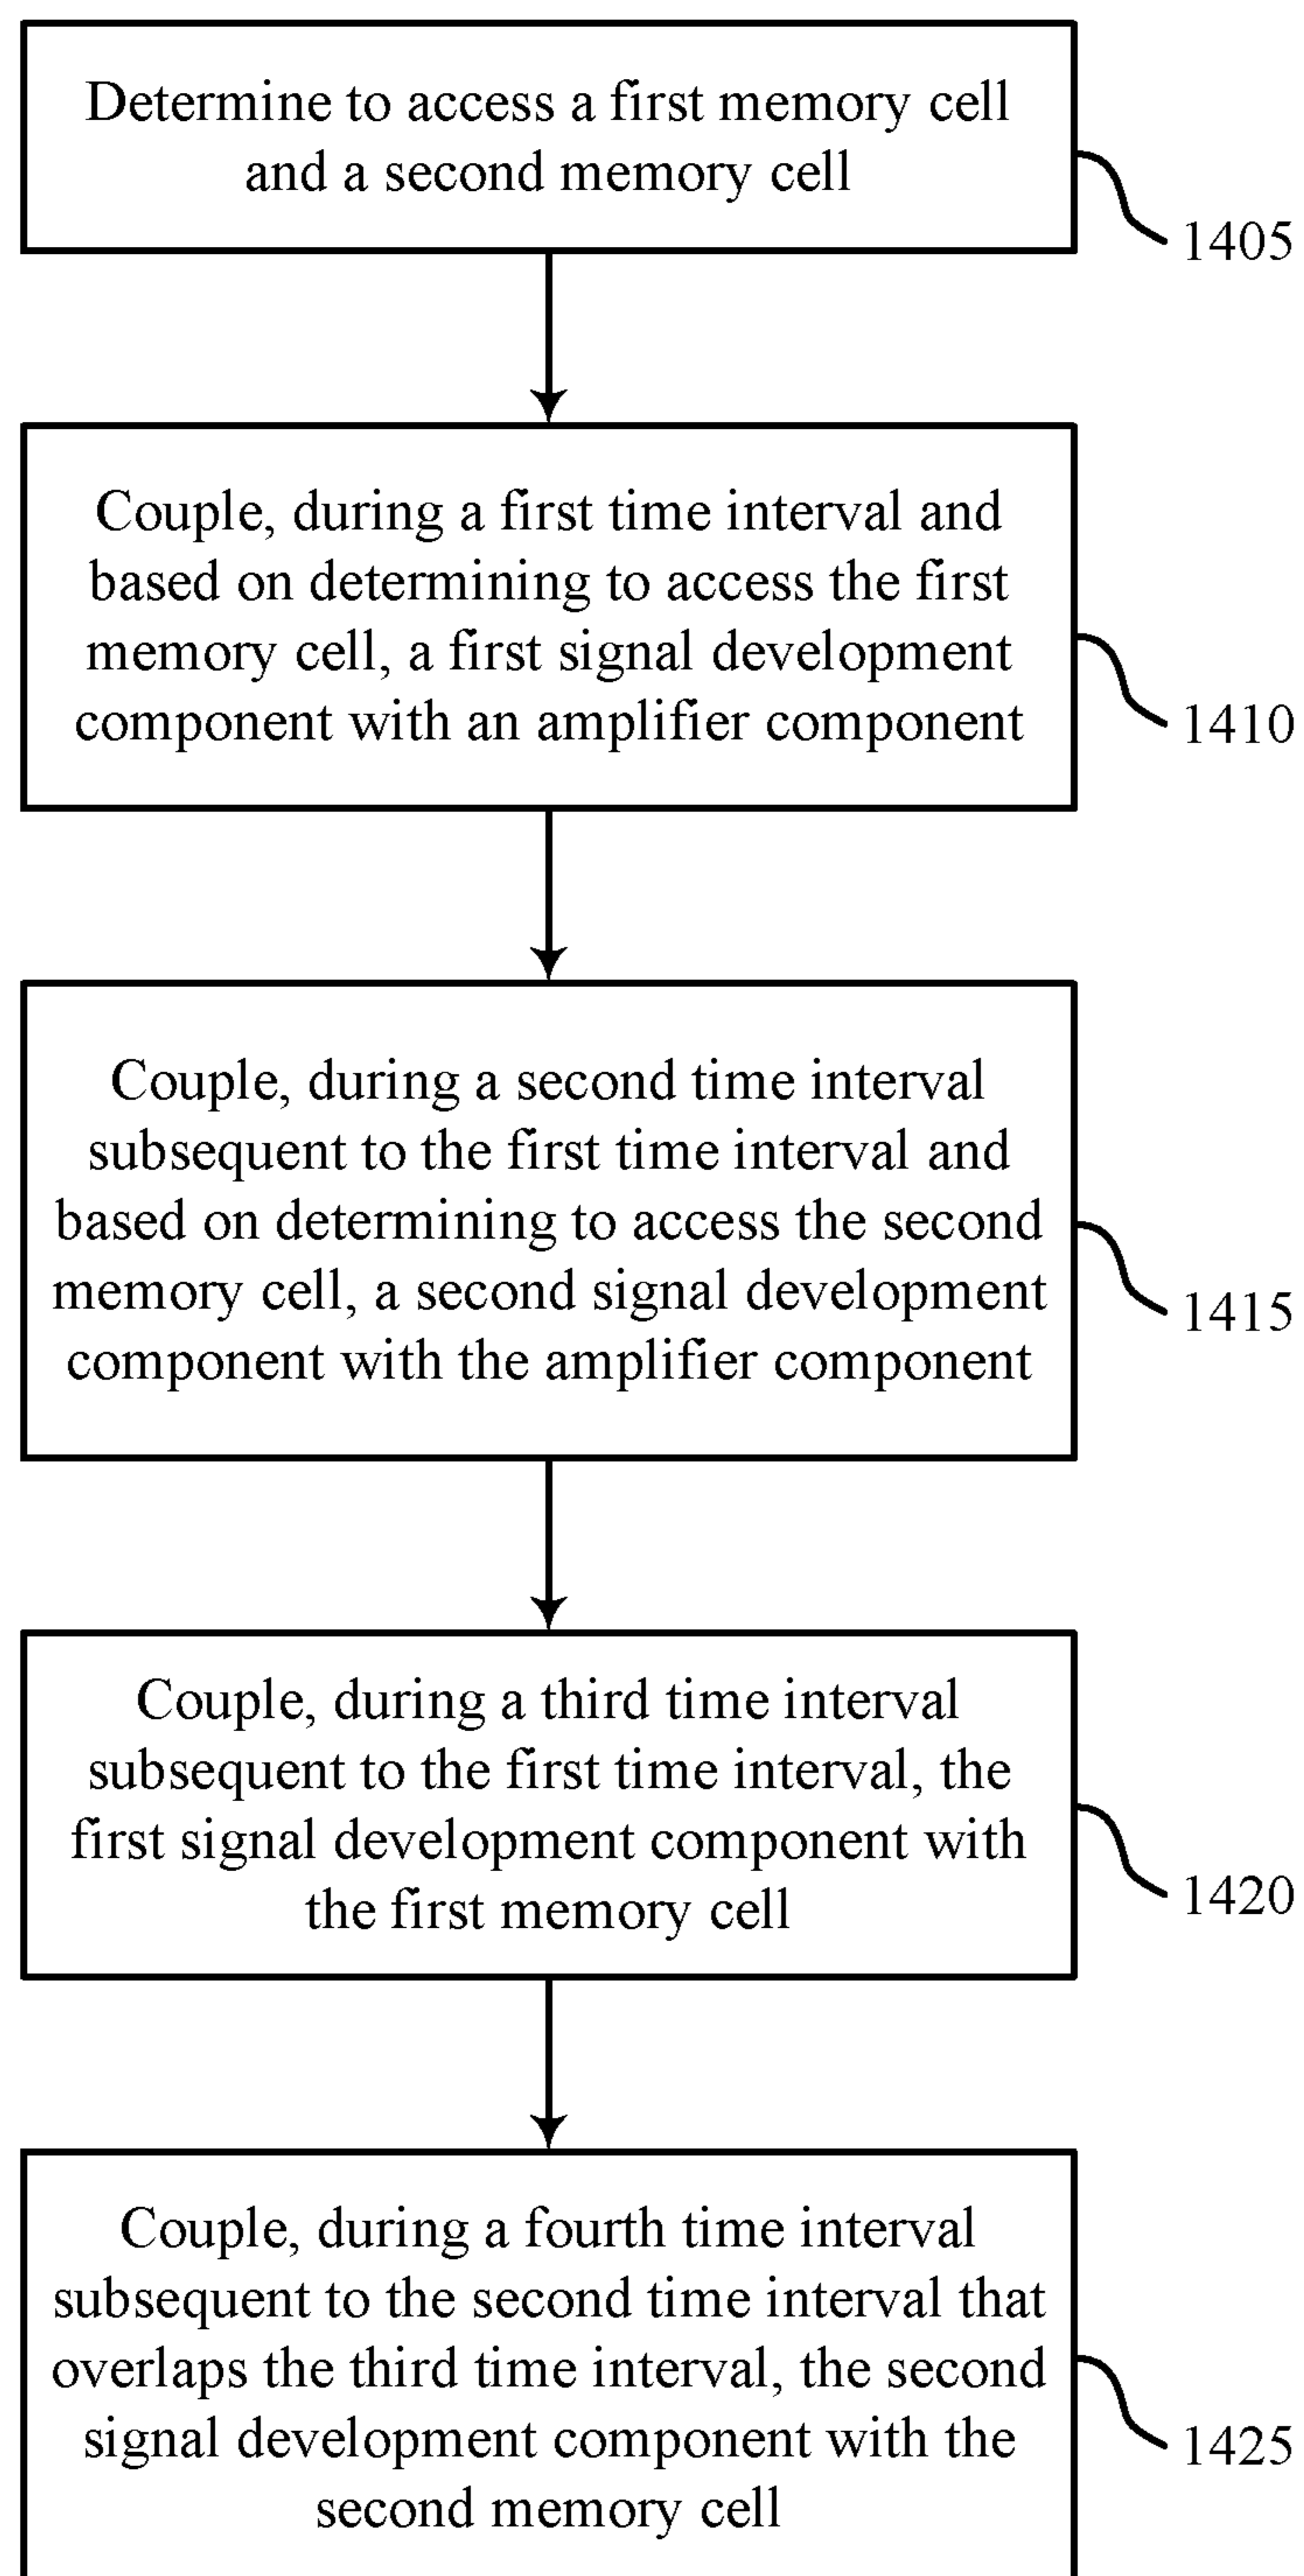 Determine to access a first memory cell
and a second memory cell
1405
Couple, during a first time interval and
based on determining to access the first
memory cell, a first signal development
component with an amplifier component
1410
Couple, during a second time interval
subsequent to the first time interval and
based on determining to access the second
memory cell, a second signal development
component with the amplifier component
1415
Couple, during a third time interval
subsequent to the first time interval, the
first signal development component with
the first memory cell
1420
Couple, during a fourth time interval
subsequent to the second time interval that
overlaps the third time interval, the second
signal development component with the
second memory cell
1425